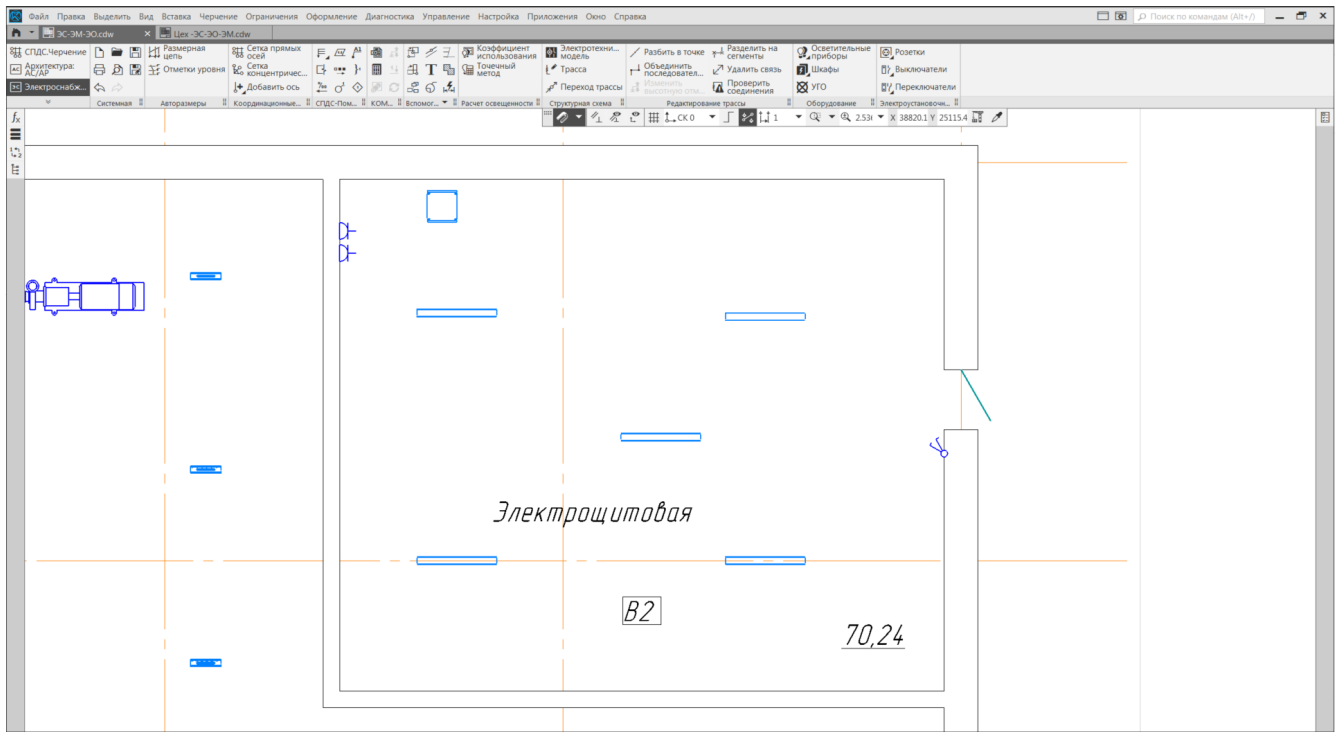 Файл Правка Выделить Вид Вставка Черчение Ограничения Оформление Диагностика Управление Настройка Приложения Окно Справка
Поиск по командам (Alt+/)
ЭС-ЭМ-ЭО.cdw
Цех -ЭС-ЭО-ЭМ.cdw
СПДС.Черчение
Архитектура: АС/АР
Электроснабж...
Системная
Размерная цепь
Отметки уровня
Авторазмеры
Сетка прямых осей
Сетка концентричес...
Добавить ось
Координационные...
СПДС-Пом...
КОМ...
Вспомог...
Коэффициент использования
Точечный метод
Расчет освещенности
Электротехни... модель
Трасса
Переход трассы
Структурная схема
Разбить в точке
Объединить последовател...
Изменить высотную отм...
Разделить на сегменты
Удалить связь
Проверить соединения
Редактирование трассы
Осветительные приборы
Шкафы
УГО
Оборудование
Розетки
Выключатели
Переключатели
Электроустановочн...
СК 0
1
X 38820.1 Y 25115.4
Электрощитовая
В2
70,24